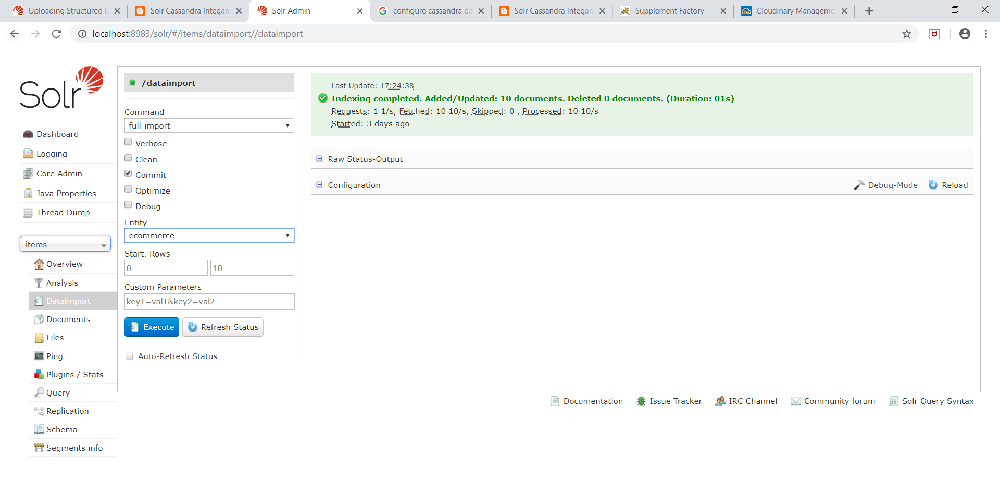 Uploading Structured D
Solr Cassandra Integara
Solr Admin
configure cassandra da
Solr Cassandra Integara
Supplement Factory
Cloudinary Manageme
localhost:8983/solr/#/items/dataimport//dataimport
Solr
Dashboard
Logging
Core Admin
Java Properties
Thread Dump
items
Overview
Analysis
Dataimport
Documents
Files
Ping
Plugins / Stats
Query
Replication
Schema
Segments info
/dataimport
Command
full-import
Verbose
Clean
Commit
Optimize
Debug
Entity
ecommerce
Start, Rows
0 10
Custom Parameters
key1=val1&key2=val2
Execute Refresh Status
Auto-Refresh Status
Last Update: 17:24:38
Indexing completed. Added/Updated: 10 documents. Deleted 0 documents. (Duration: 01s)
Requests: 1 1/s, Fetched: 10 10/s, Skipped: 0 , Processed: 10 10/s
Started: 3 days ago
Raw Status-Output
Configuration Debug-Mode Reload
Documentation Issue Tracker IRC Channel Community forum Solr Query Syntax